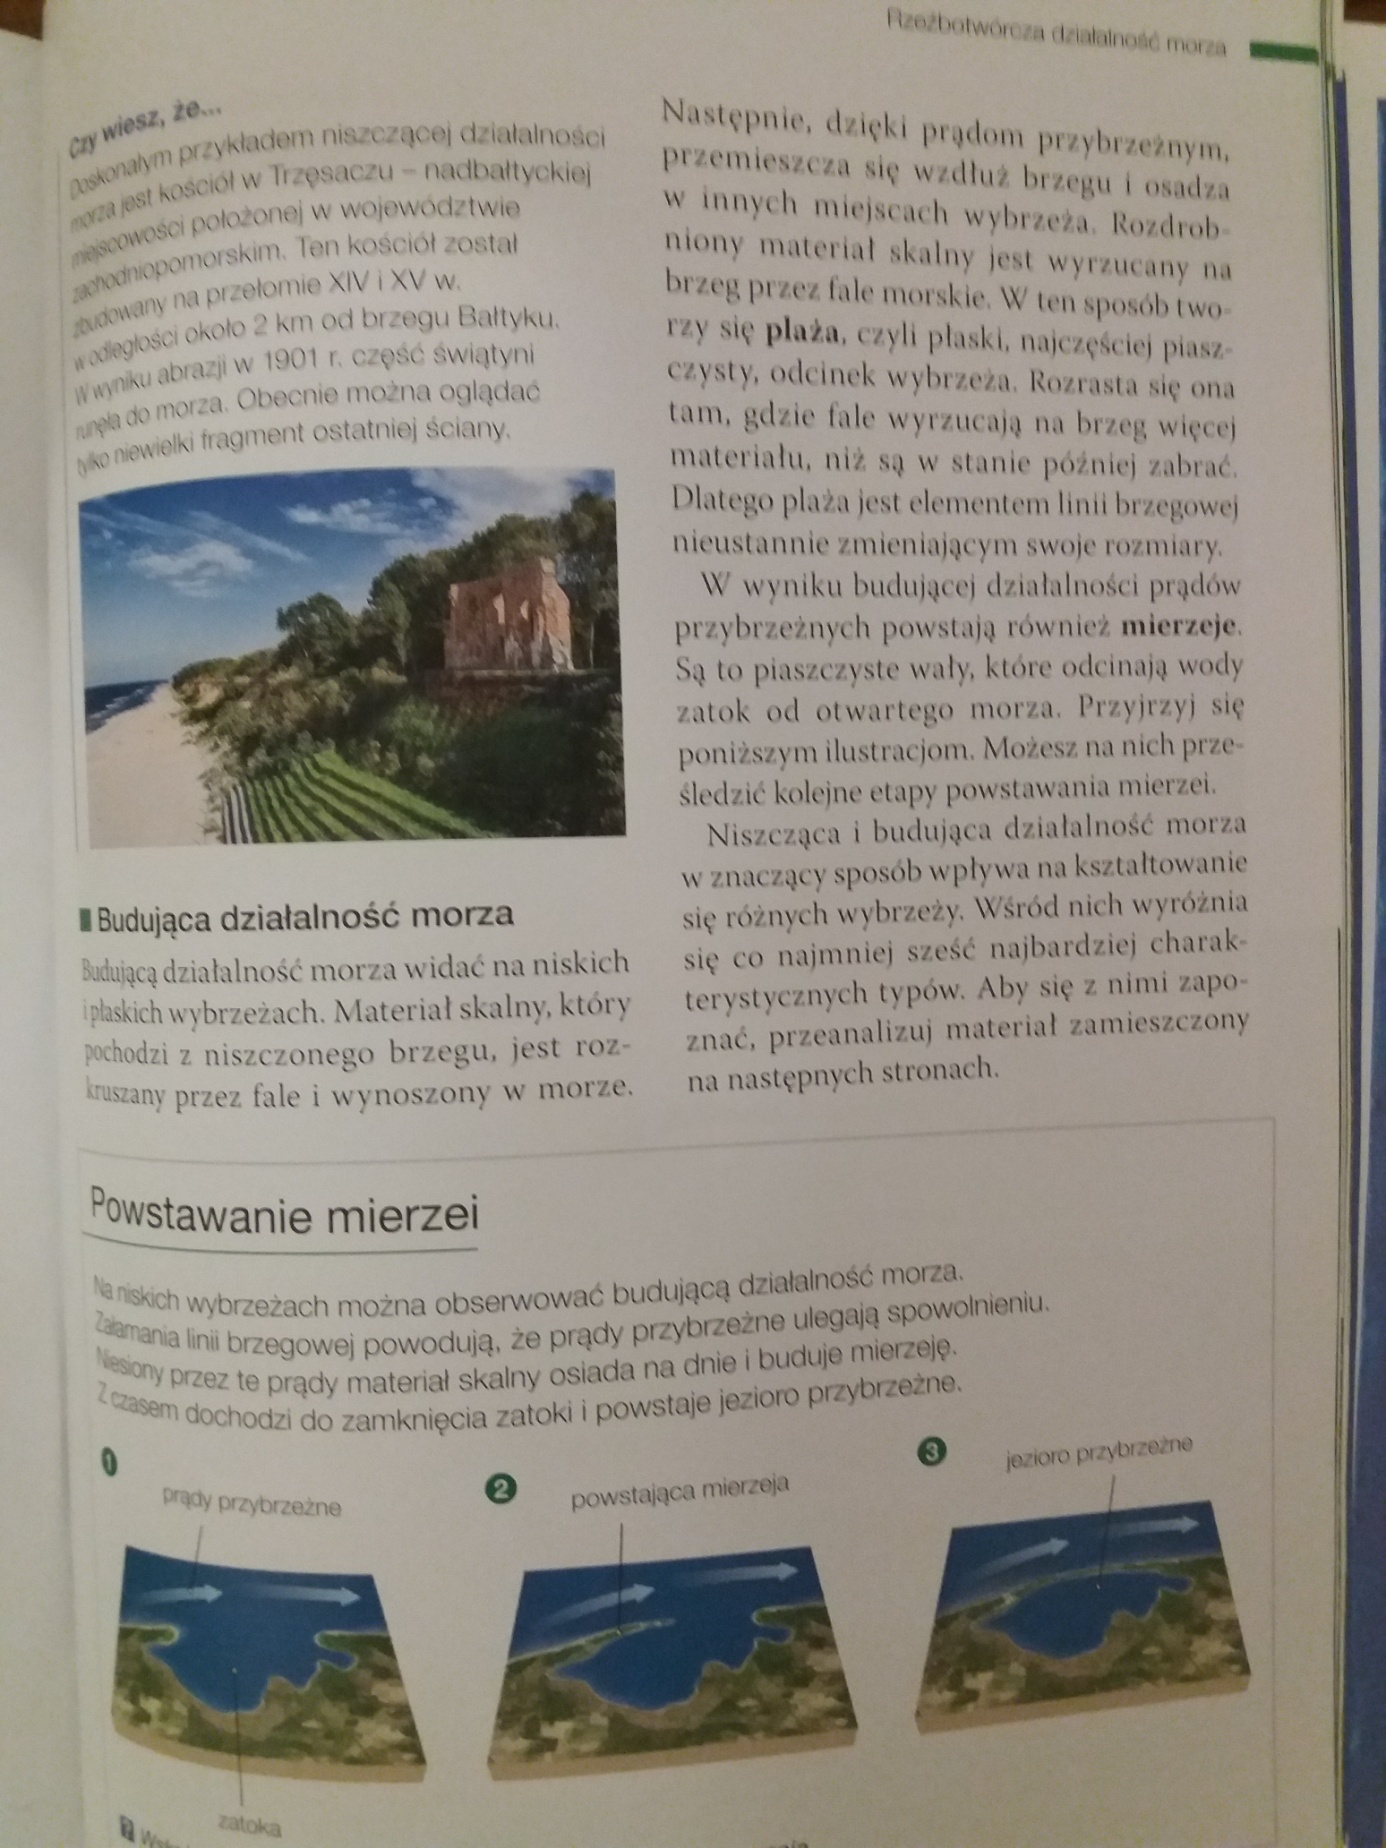 Rzeźbotwórcza działalność morza
Czy wiesz, że...
Doskonałym przykładem niszczącej działalności
morza jest kościół w Trzęsaczu – nadbałtyckiej
miejscowości położonej w województwie
zachodniopomorskim. Ten kościół został
zbudowany na przełomie XIV i XV w.
w odległości około 2 km od brzegu Bałtyku.
W wyniku abrazji w 1901 r. część świątyni
runęła do morza. Obecnie można oglądać
tylko niewielki fragment ostatniej ściany.
Budująca działalność morza
Budującą działalność morza widać na niskich
i płaskich wybrzeżach. Materiał skalny, który
pochodzi z niszczonego brzegu, jest roz-
kruszany przez fale i wynoszony w morze.
Następnie, dzięki prądom przybrzeżnym,
przemieszcza się wzdłuż brzegu i osadza
w innych miejscach wybrzeża. Rozdrob-
niony materiał skalny jest wyrzucany na
brzeg przez fale morskie. W ten sposób two-
rzy się plaża, czyli płaski, najczęściej piasz-
czysty, odcinek wybrzeża. Rozrasta się ona
tam, gdzie fale wyrzucają na brzeg więcej
materiału, niż są w stanie później zabrać.
Dlatego plaża jest elementem linii brzegowej
nieustannie zmieniającym swoje rozmiary.
W wyniku budującej działalności prądów
przybrzeżnych powstają również mierzeje.
Są to piaszczyste wały, które odcinają wody
zatok od otwartego morza. Przyjrzyj się
poniższym ilustracjom. Możesz na nich prze-
śledzić kolejne etapy powstawania mierzei.
Niszcząca i budująca działalność morza
w znaczący sposób wpływa na kształtowanie
się różnych wybrzeży. Wśród nich wyróżnia
się co najmniej sześć najbardziej charak-
terystycznych typów. Aby się z nimi zapo-
znać, przeanalizuj materiał zamieszczony
na następnych stronach.
Powstawanie mierzei
Na niskich wybrzeżach można obserwować budującą działalność morza.
Załamania linii brzegowej powodują, że prądy przybrzeżne ulegają spowolnieniu.
Niesiony przez te prądy materiał skalny osiada na dnie i buduje mierzeję.
Z czasem dochodzi do zamknięcia zatoki i powstaje jezioro przybrzeżne.
1
prądy przybrzeżne
zatoka
2
powstająca mierzeja
3
jezioro przybrzeżne
?